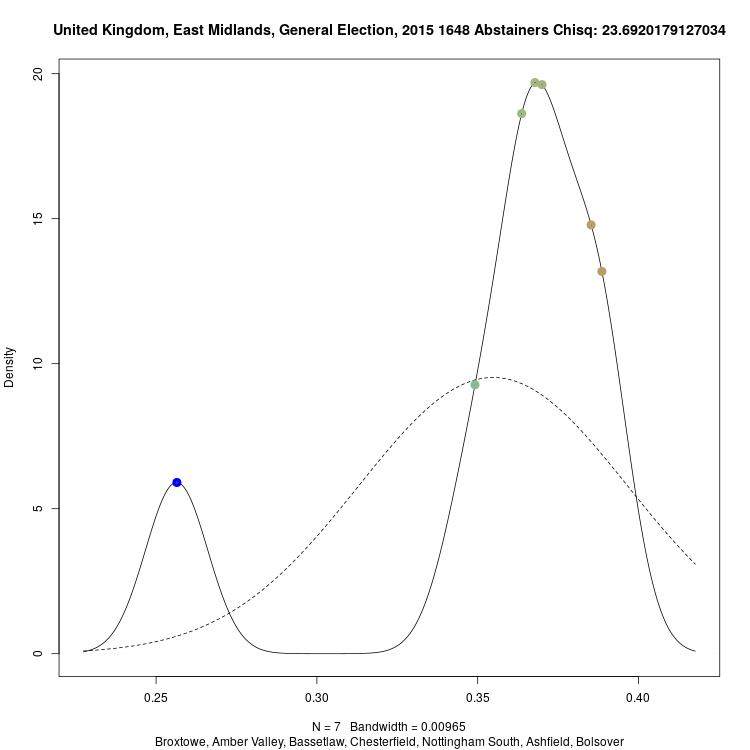 United Kingdom, East Midlands, General Election, 2015 1648 Abstainers Chisq: 23.6920179127034
20
15
10
5
0
Density
0.25 0.30 0.35 0.40
N = 7 Bandwidth = 0.00965
Broxtowe, Amber Valley, Bassetlaw, Chesterfield, Nottingham South, Ashfield, Bolsover